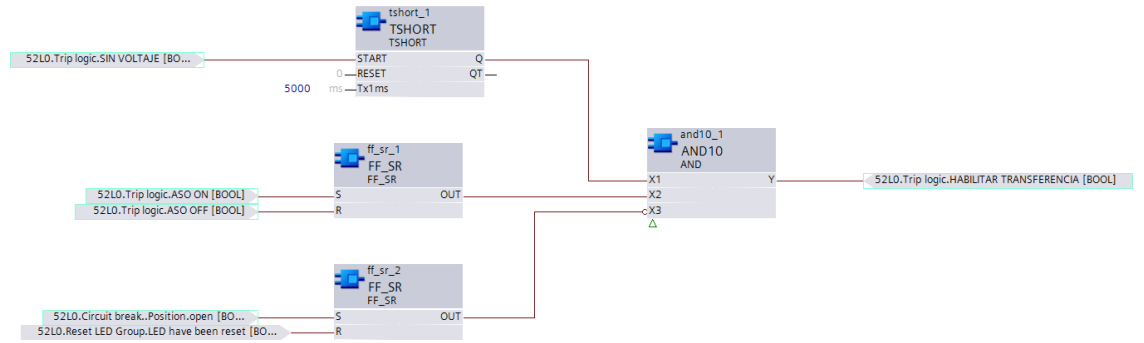 tshort_1
TSHORT
TSHORT
52L0.Trip logic.SIN VOLTAJE [BO...
START
Q
0
RESET
QT
5000 ms
Tx1ms
ff_sr_1
FF_SR
FF_SR
52L0.Trip logic.ASO ON [BOOL]
S
OUT
52L0.Trip logic.ASO OFF [BOOL]
R
and10_1
AND10
AND
X1
Y
52L0.Trip logic.HABILITAR TRANSFERENCIA [BOOL]
X2
X3
ff_sr_2
FF_SR
FF_SR
52L0.Circuit break..Position.open [BO...
S
OUT
52L0.Reset LED Group.LED have been reset [BO...
R